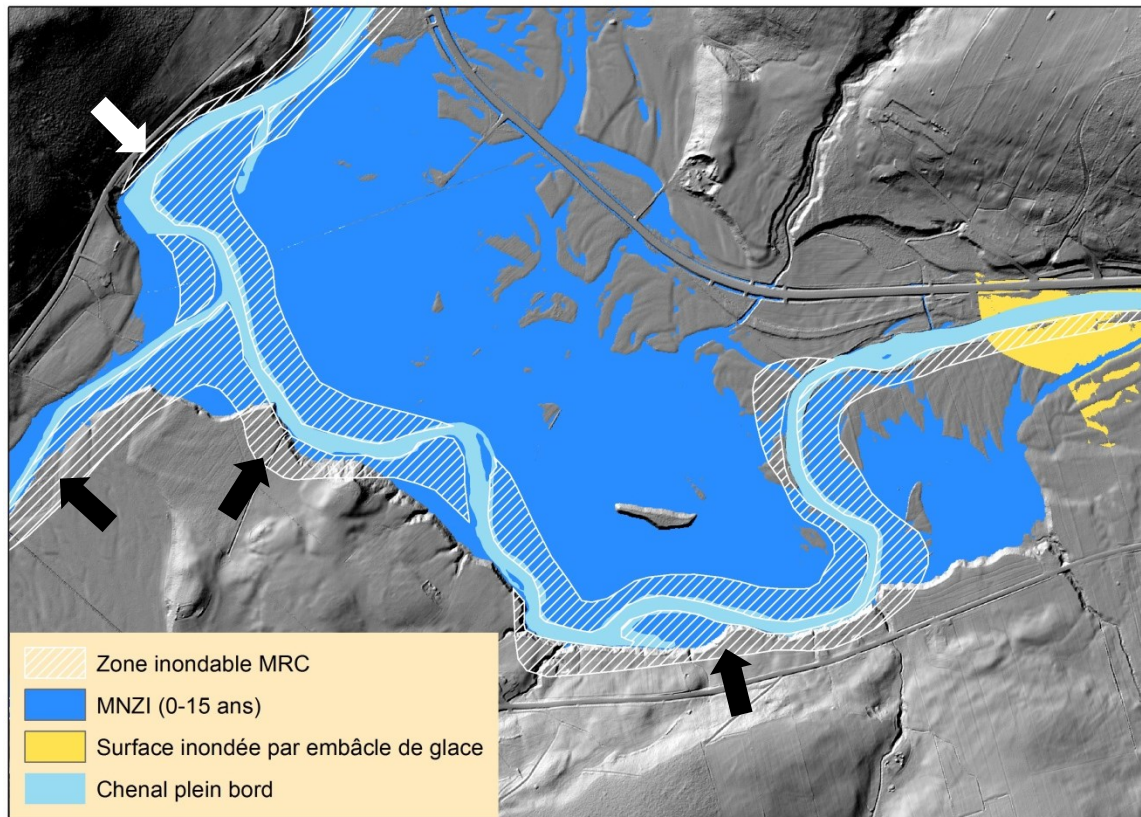 Zone inondable MRC
MNZI (0-15 ans)
Surface inondée par embâcle de glace
Chenal plein bord